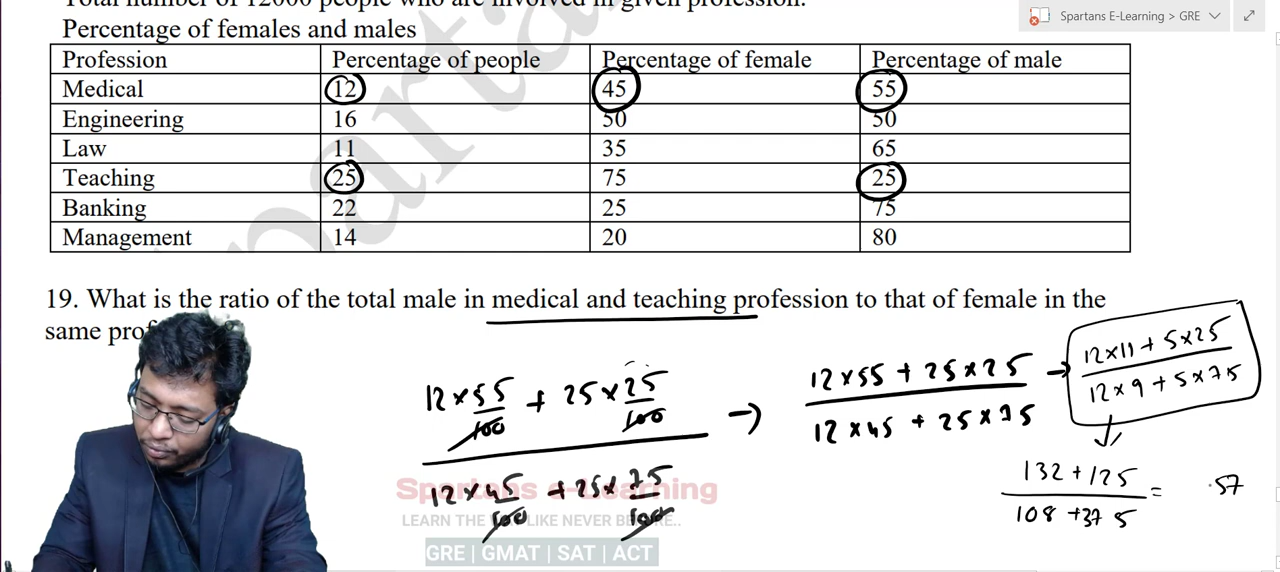 Total number of 12000 people who are involved in given profession.
Spartans E-Learning > GRE
Percentage of females and males
Profession Percentage of people Percentage of female Percentage of male
Medical 12 45 55
Engineering 16 50 50
Law 11 35 65
Teaching 25 75 25
Banking 22 25 75
Management 14 20 80
19. What is the ratio of the total male in medical and teaching profession to that of female in the
same
12×55/100 + 25×25/100
12×45/100 + 25×75/100
→ 12×55 + 25×25
12×45 + 25×75
→ 12×11 + 5×25
12×9 + 5×75
132 + 125
108 + 375
= .57
Spartans e-Learning
LEARN THE LIKE NEVER
GRE | GMAT | SAT | ACT